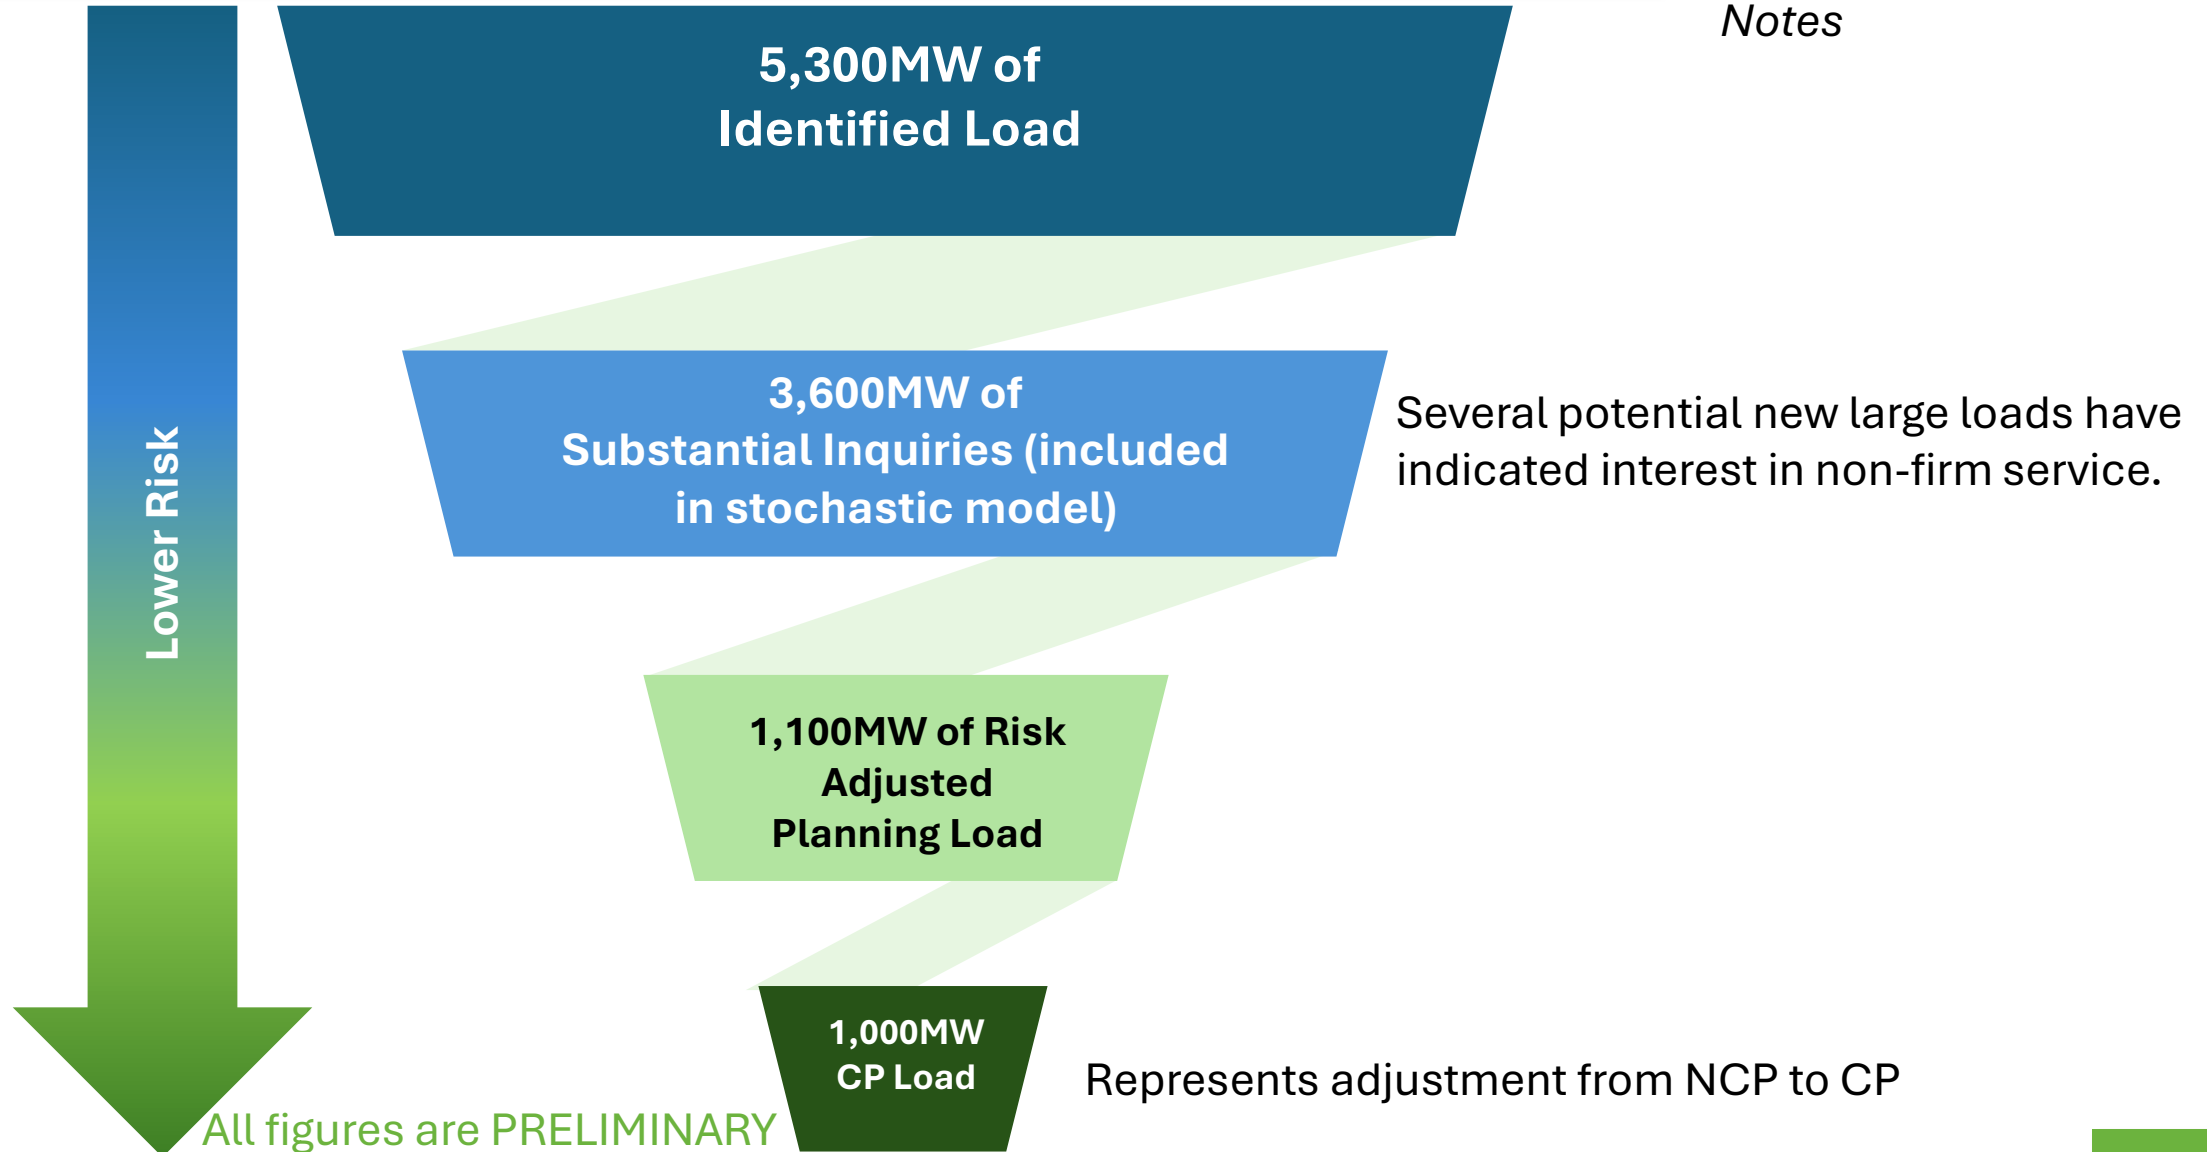 Notes
5,300MW of
Identified Load
3,600MW of
Substantial Inquiries (included
in stochastic model)
Several potential new large loads have
indicated interest in non-firm service.
Lower Risk
1,100MW of Risk
Adjusted
Planning Load
1,000MW
CP Load
Represents adjustment from NCP to CP
All figures are PRELIMINARY